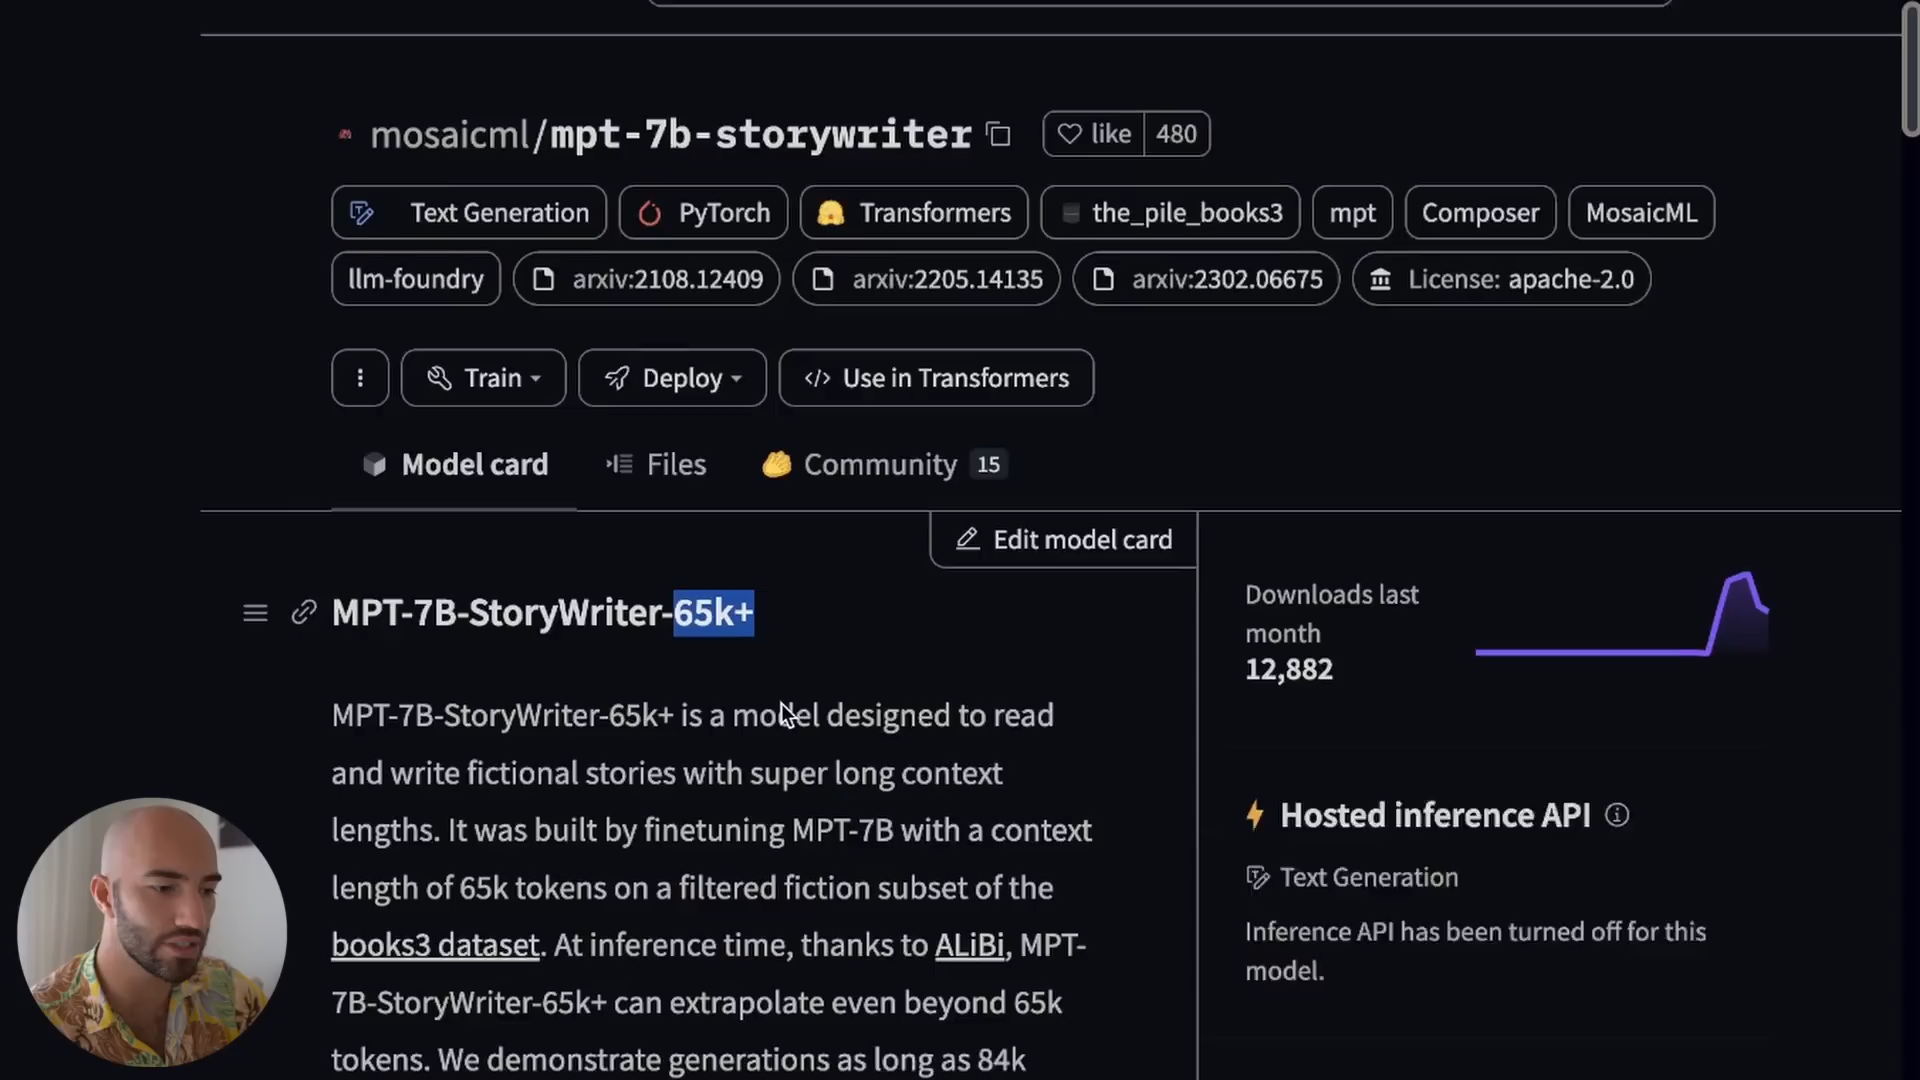 mosaicml/mpt-7b-storywriter like 480
Text Generation PyTorch Transformers the_pile_books3 mpt Composer MosaicML
llm-foundry arxiv:2108.12409 arxiv:2205.14135 arxiv:2302.06675 License: apache-2.0
Train Deploy </> Use in Transformers
Model card Files Community 15
Edit model card
MPT-7B-StoryWriter-65k+
MPT-7B-StoryWriter-65k+ is a model designed to read
and write fictional stories with super long context
lengths. It was built by finetuning MPT-7B with a context
length of 65k tokens on a filtered fiction subset of the
books3 dataset. At inference time, thanks to ALiBi, MPT-
7B-StoryWriter-65k+ can extrapolate even beyond 65k
tokens. We demonstrate generations as long as 84k
Downloads last
month
12,882
Hosted inference API
Text Generation
Inference API has been turned off for this
model.